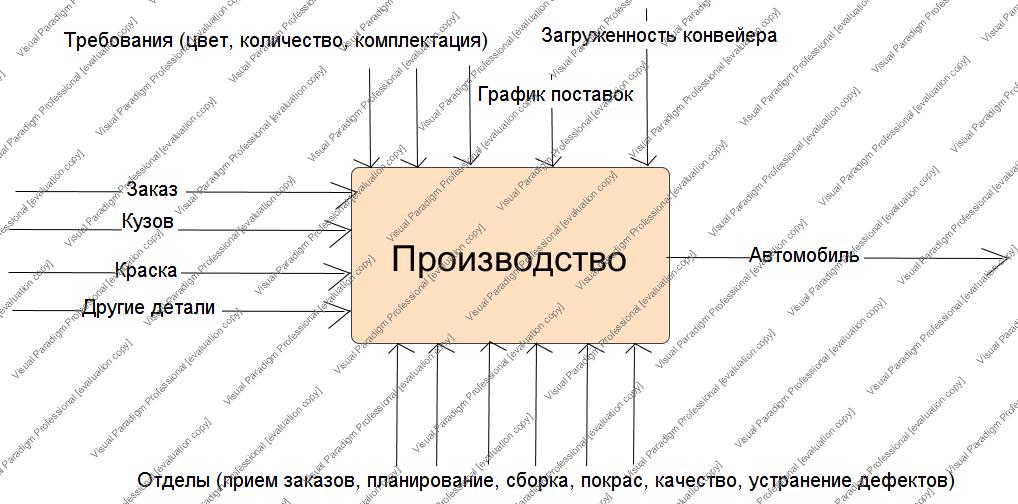 Требования (цвет, количество, комплектация)
Загруженность конвейера
График поставок
Заказ
Кузов
Краска
Другие детали
Производство
Автомобиль
Отделы (прием заказов, планирование, сборка, покрас, качество, устранение дефектов)
Visual Paradigm Professional [evaluation copy]